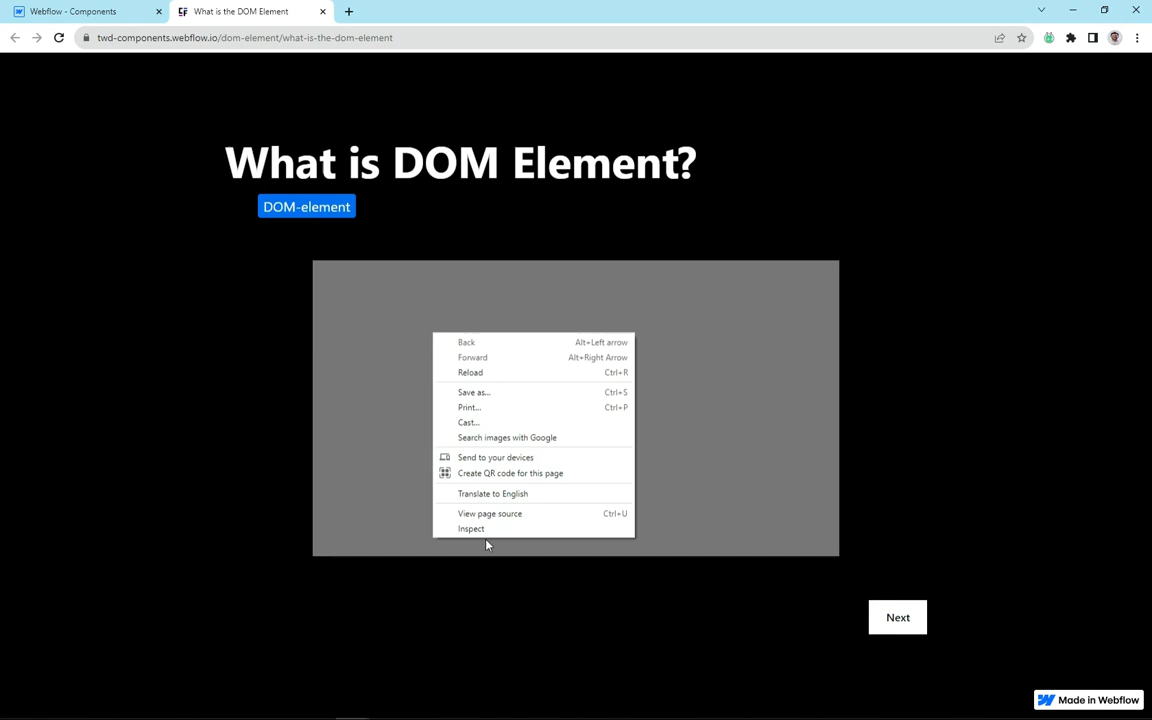 Webflow - Components
What is the DOM Element
twd-components.webflow.io/dom-element/what-is-the-dom-element
What is DOM Element?
DOM-element
Back Alt+Left arrow
Forward Alt+Right Arrow
Reload Ctrl+R
Save as... Ctrl+S
Print... Ctrl+P
Cast...
Search images with Google
Send to your devices
Create QR code for this page
Translate to English
View page source Ctrl+U
Inspect
Next
Made in Webflow